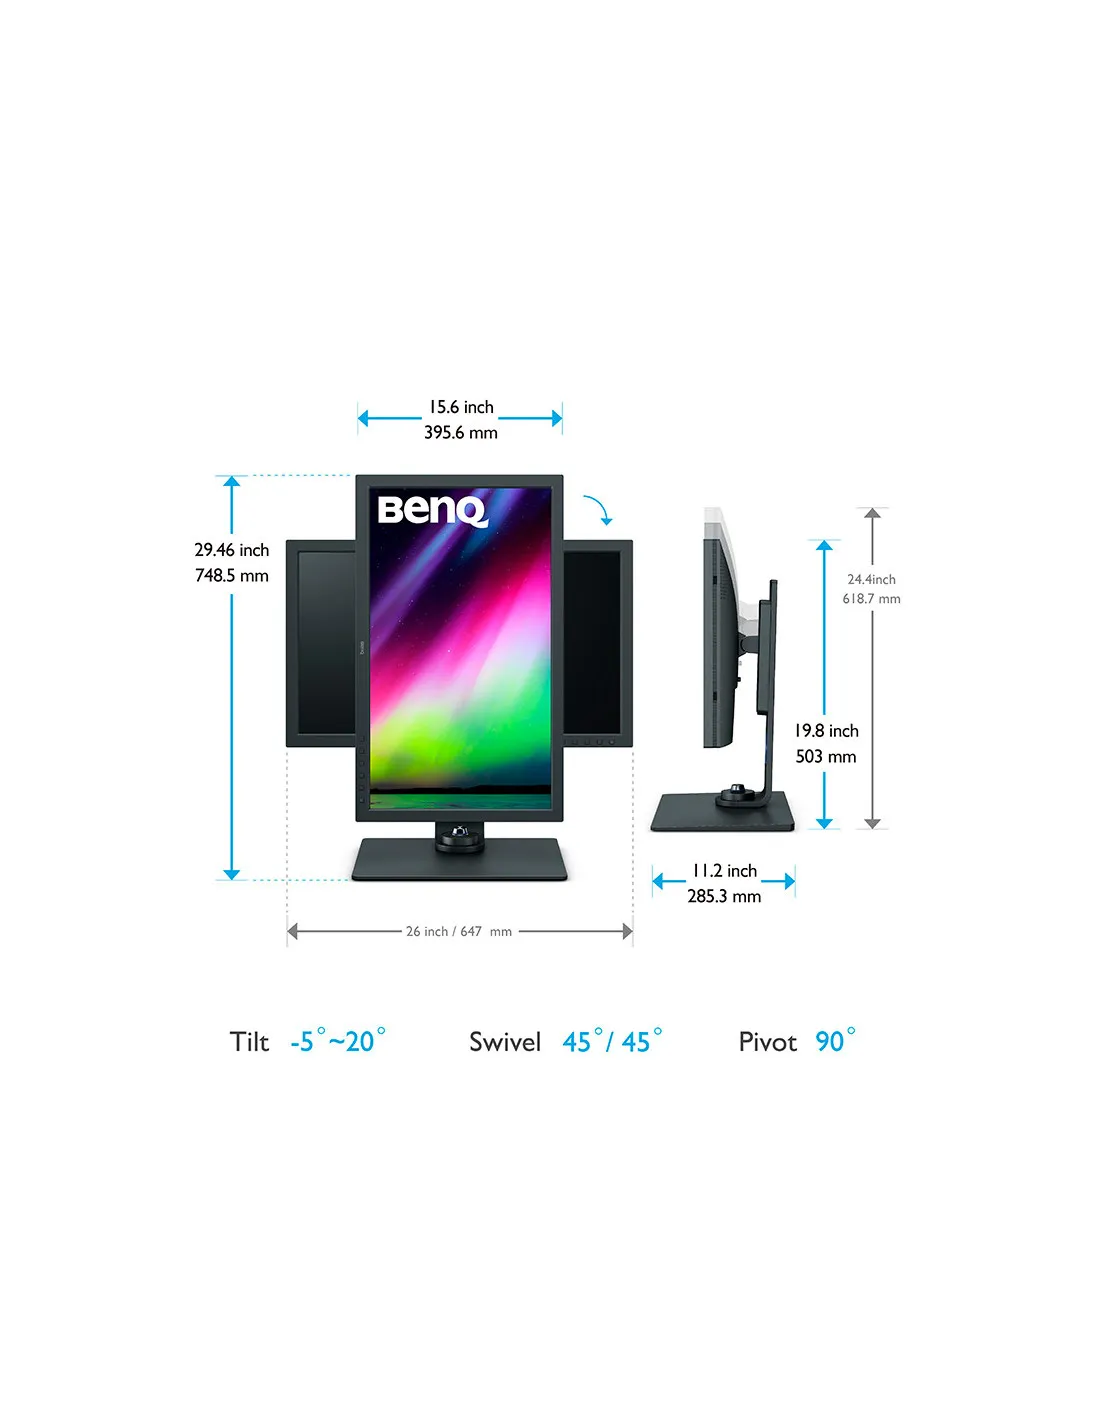 15.6 inch
395.6 mm
BenQ
29.46 inch
748.5 mm
24.4inch
618.7 mm
19.8 inch
503 mm
11.2 inch
285.3 mm
26 inch / 647 mm
Tilt -5°~20° Swivel 45°/ 45° Pivot 90°